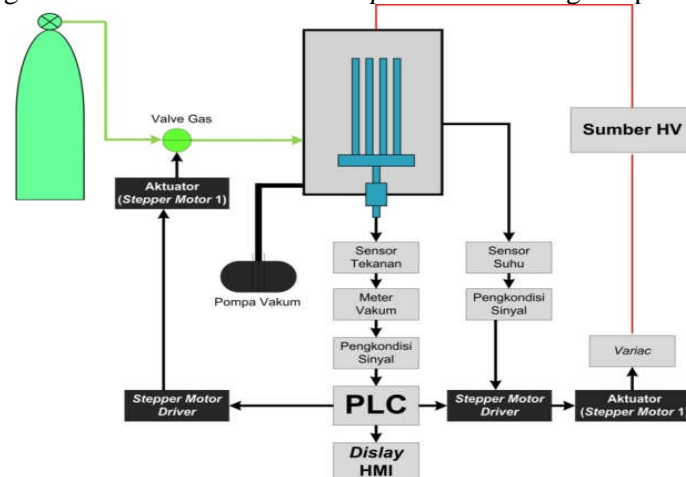 Valve Gas
Aktuator
(Stepper Motor 1)
Pompa Vakum
Sensor
Tekanan
Meter
Vakum
Pengkondisi
Sinyal
PLC
Dislay
HMI
Stepper Motor
Driver
Sensor
Suhu
Pengkondisi
Sinyal
Stepper Motor
Driver
Aktuator
(Stepper Motor 1)
Variac
Sumber HV